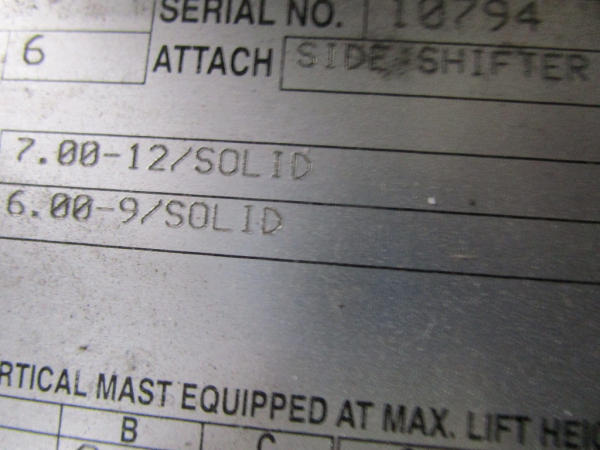 SERIAL NO. 10794
6 ATTACH SIDE SHIFTER
7.00-12/SOLID
6.00-9/SOLID
RTICAL MAST EQUIPPED AT MAX. LIFT HEIG
B C